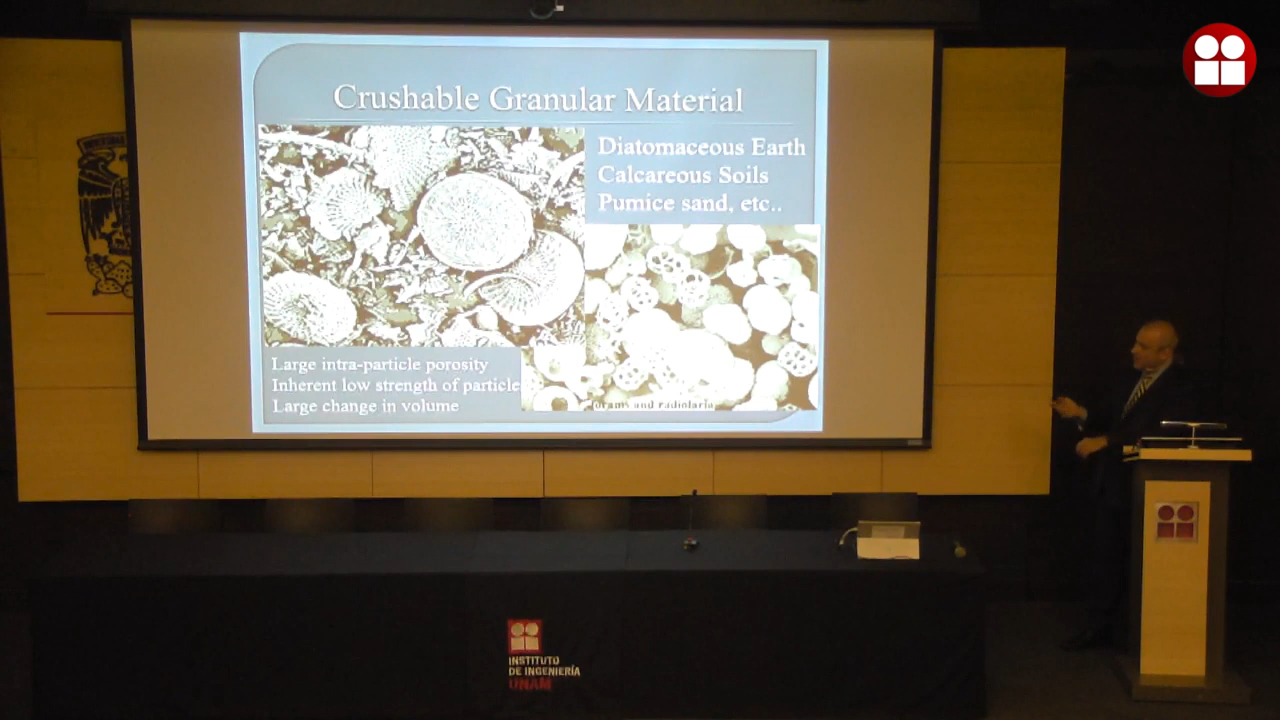 Crushable Granular Material
Diatomaceous Earth
Calcareous Soils
Pumice sand, etc..
Large intra-particle porosity
Inherent low strength of particle
Large change in volume
forams and radiolaria
INSTITUTO
DE INGENIERÍA
UNAM